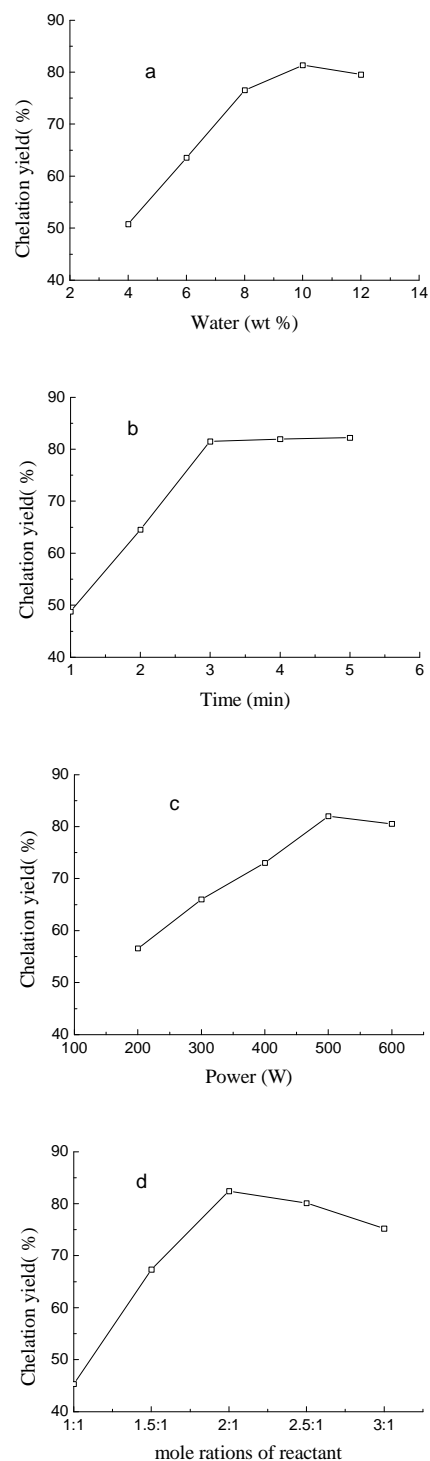 90
80
70
60
50
40
a
Chelation yield( %)
2 4 6 8 10 12 14
Water (wt %)
90
80
70
60
50
40
b
Chelation yield( %)
1 2 3 4 5 6
Time (min)
90
80
70
60
50
40
c
Chelation yield( %)
100 200 300 400 500 600
Power (W)
90
80
70
60
50
40
d
Chelation yield( %)
1:1 1.5:1 2:1 2.5:1 3:1
mole rations of reactant